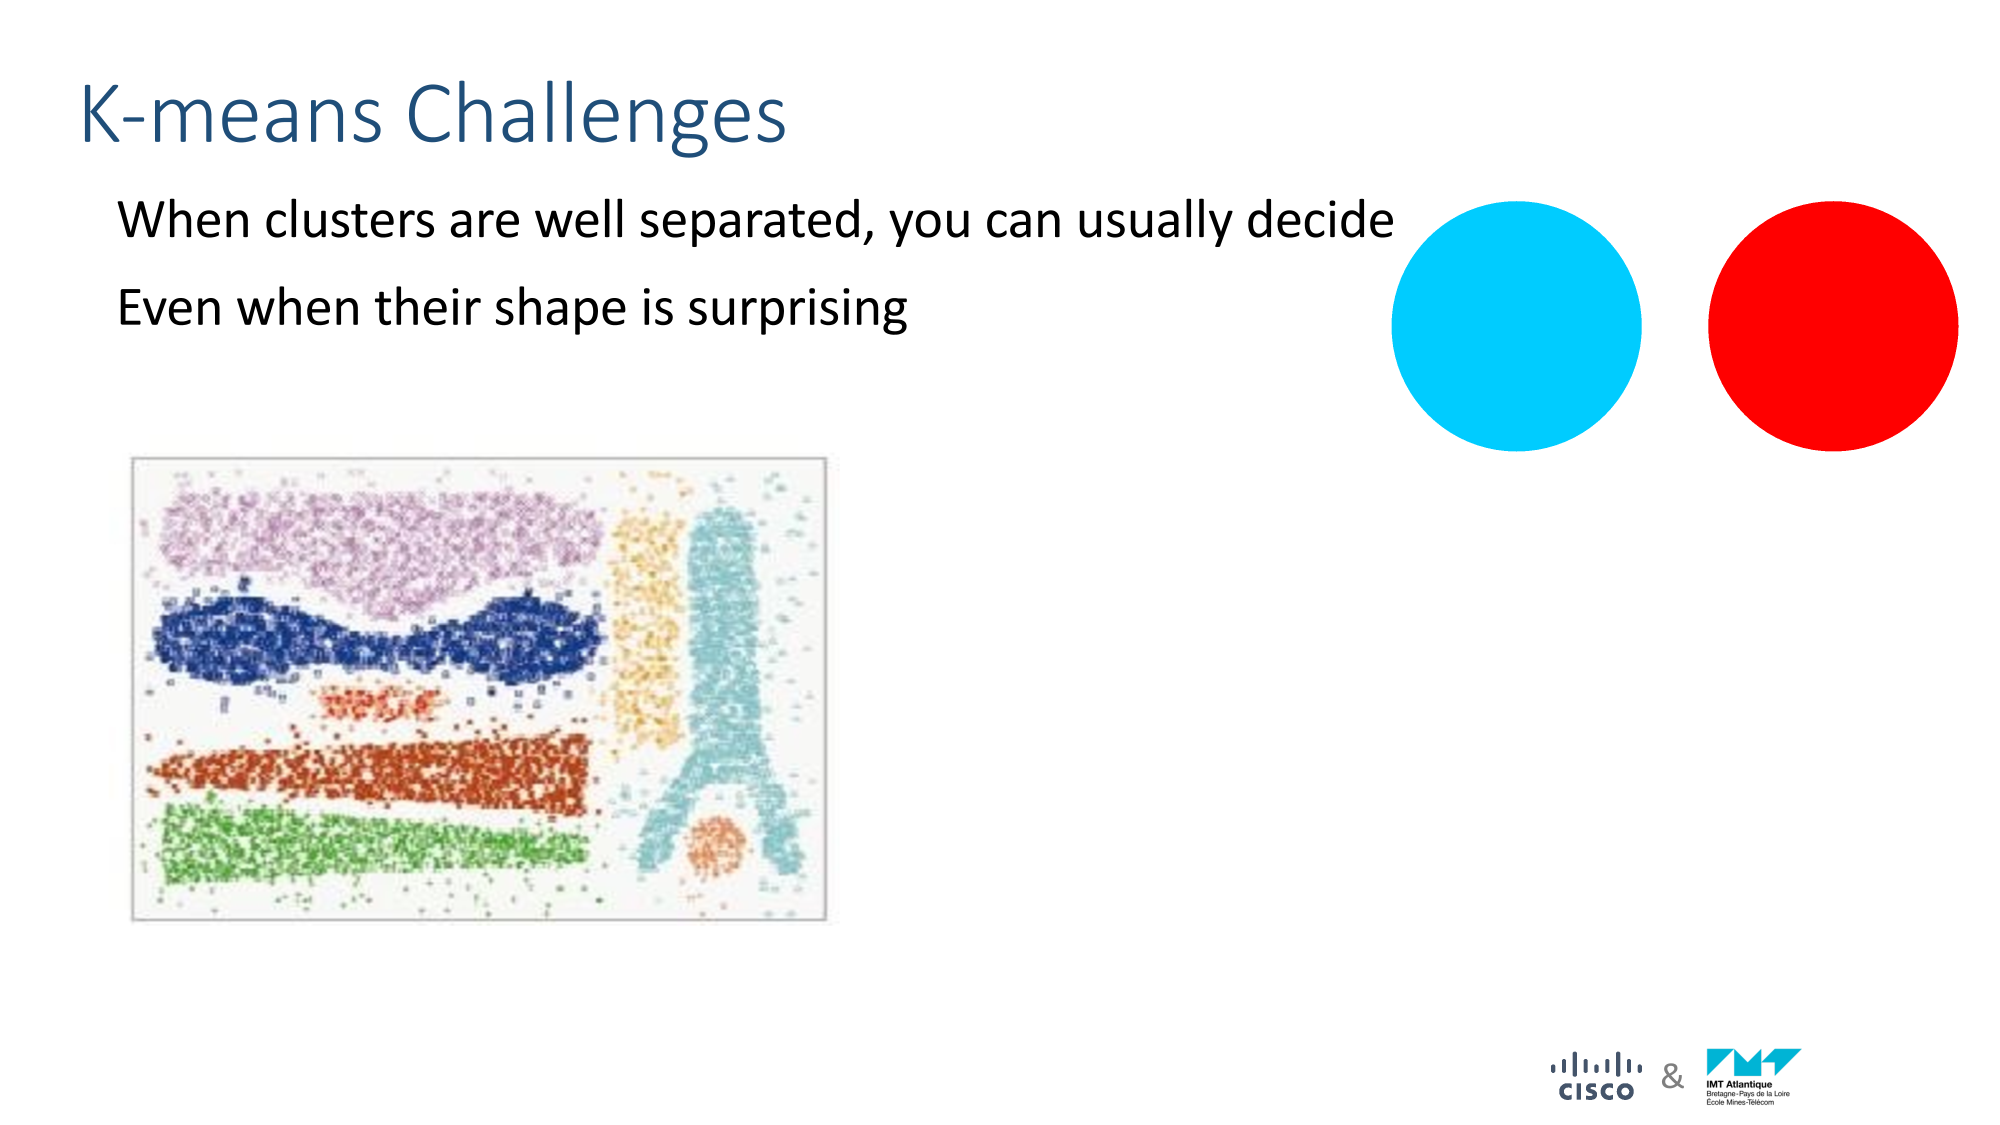 K-means Challenges
When clusters are well separated, you can usually decide
Even when their shape is surprising
CISCO
&
IMT Atlantique
Bretagne-Pays de la Loire
École Mines-Télécom